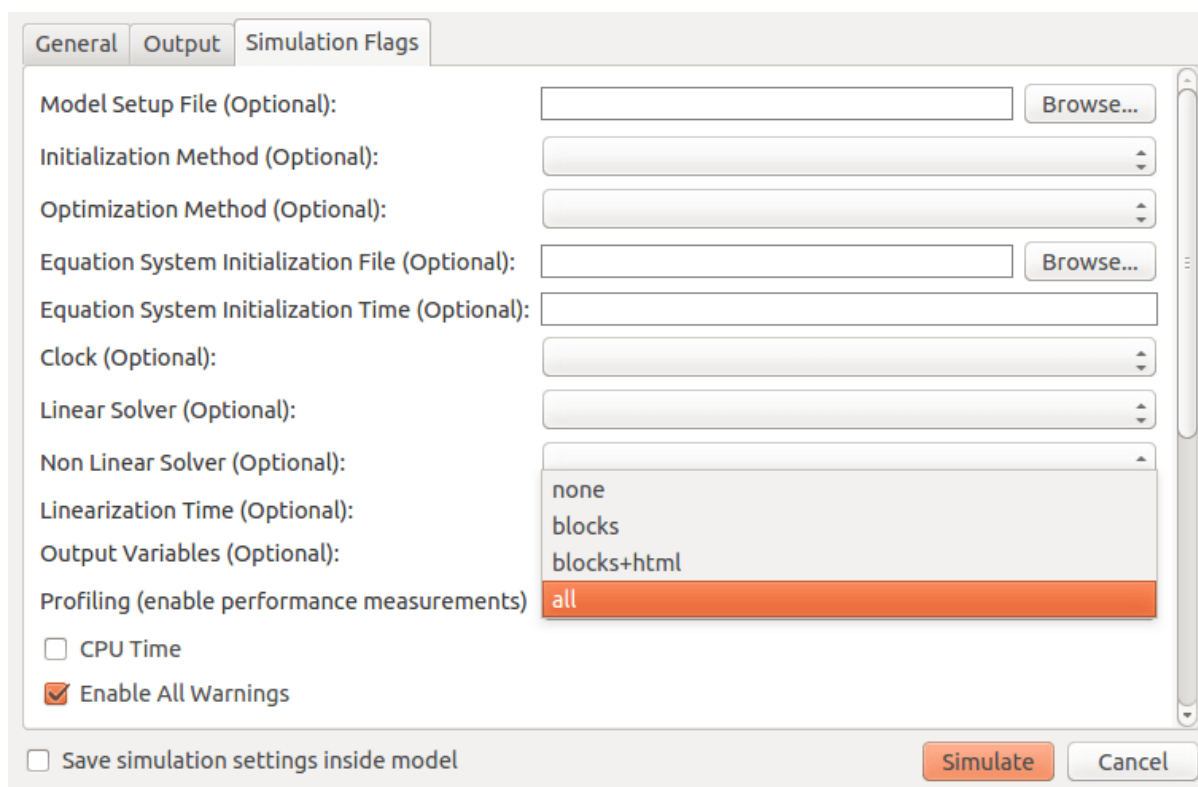 General Output Simulation Flags
Model Setup File (Optional): Browse...
Initialization Method (Optional):
Optimization Method (Optional):
Equation System Initialization File (Optional): Browse...
Equation System Initialization Time (Optional):
Clock (Optional):
Linear Solver (Optional):
Non Linear Solver (Optional):
none
Linearization Time (Optional):
blocks
Output Variables (Optional):
blocks+html
Profiling (enable performance measurements) all
CPU Time
Enable All Warnings
Save simulation settings inside model Simulate Cancel